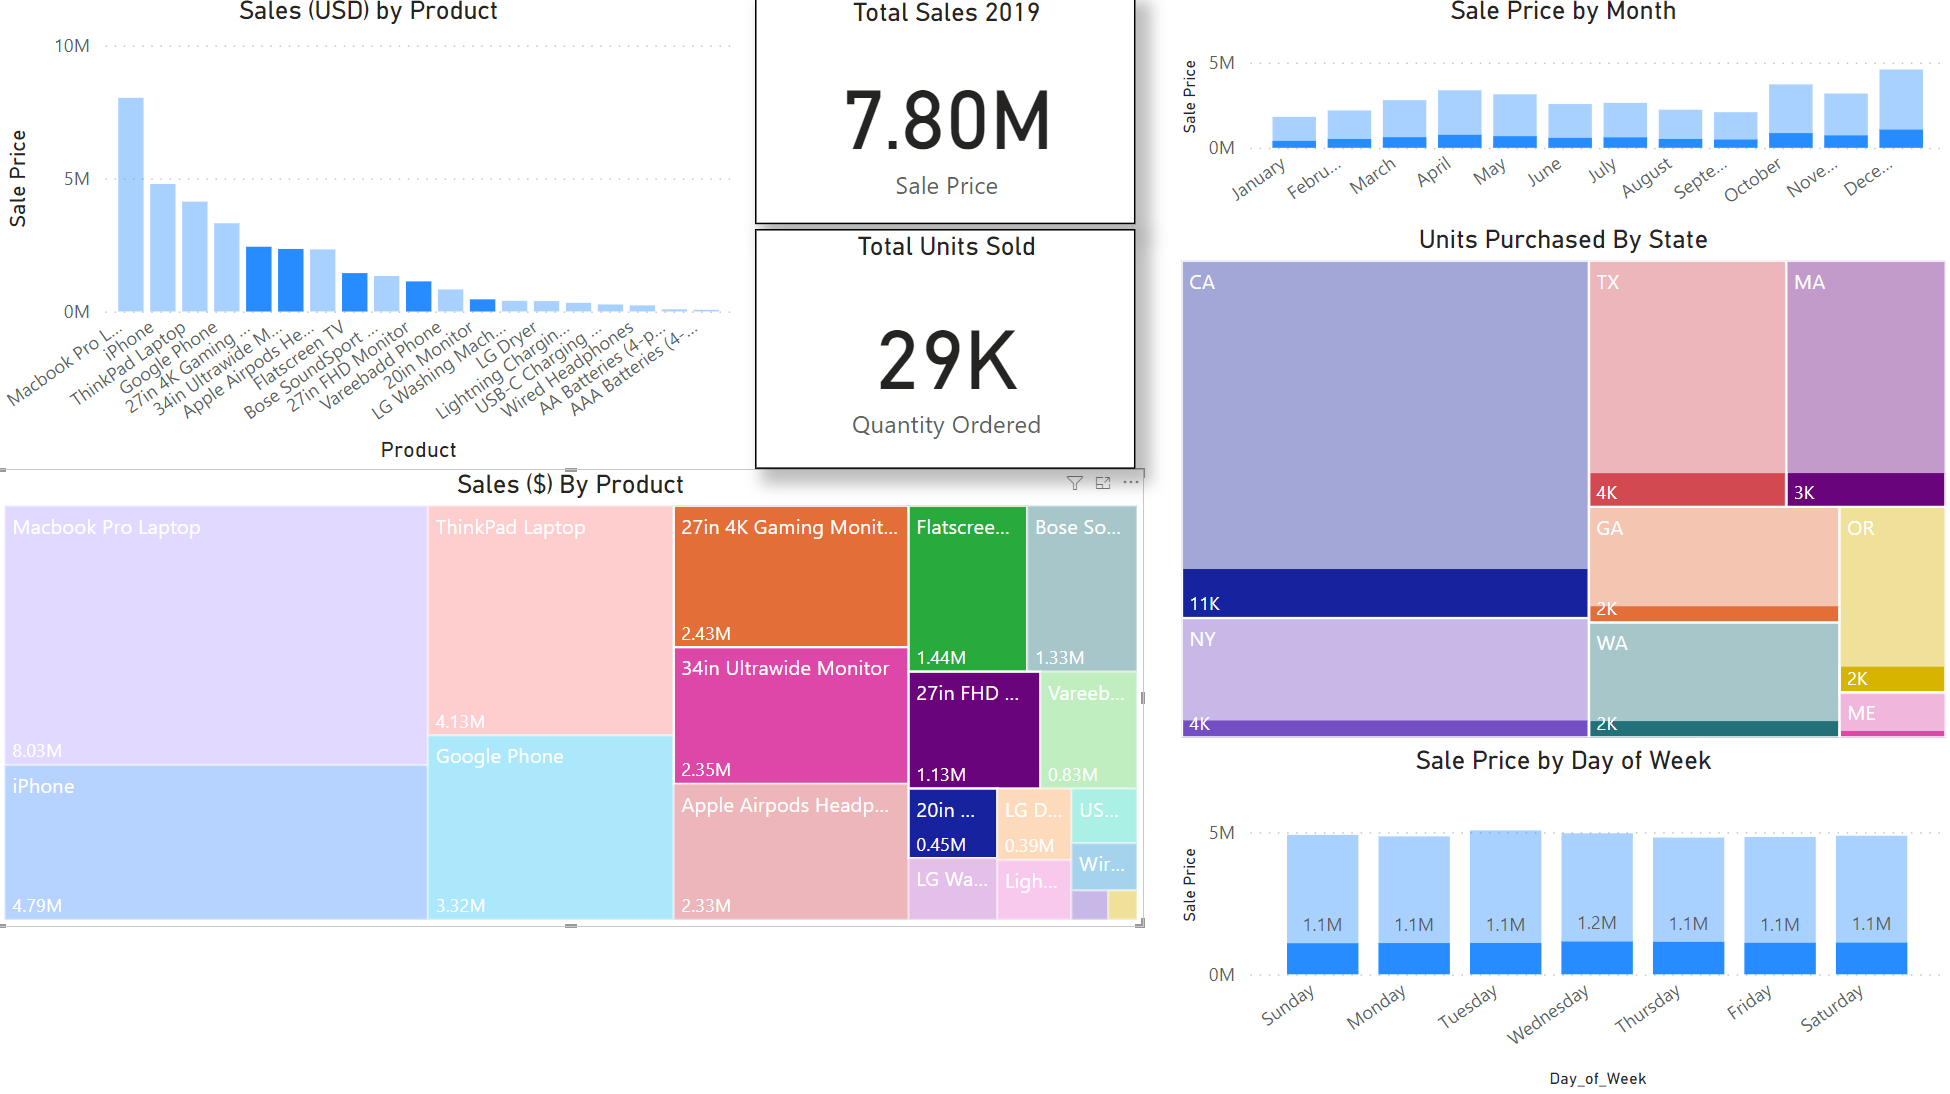 Sales (USD) by Product
10M
5M
0M
Sale Price
Macbook Pro L...
iPhone
ThinkPad Laptop
Google Phone
27in 4K Gaming ...
34in Ultrawide M...
Apple Airpods He...
Flatscreen TV
Bose SoundSport ...
27in FHD Monitor
Vareebadd Phone
20in Monitor
LG Washing Mach...
LG Dryer
Lightning Chargin...
USB-C Charging ...
Wired Headphones
AA Batteries (4-p...
AAA Batteries (4-...
Product
Total Sales 2019
7.80M
Sale Price
Total Units Sold
29K
Quantity Ordered
Sale Price by Month
5M
0M
Sale Price
January
Febru...
March
April
May
June
July
August
Septe...
October
Nove...
Dece...
Units Purchased By State
CA
11K
NY
4K
TX
4K
MA
3K
GA
2K
WA
2K
OR
2K
ME
Sales ($) By Product
Macbook Pro Laptop
8.03M
iPhone
4.79M
ThinkPad Laptop
4.13M
Google Phone
3.32M
27in 4K Gaming Monit...
2.43M
34in Ultrawide Monitor
2.35M
Apple Airpods Headp...
2.33M
Flatscree...
1.44M
Bose So...
1.33M
27in FHD ...
1.13M
Vareeb...
0.83M
20in ...
0.45M
LG D...
0.39M
US...
Wir...
LG Wa...
Ligh...
Sale Price by Day of Week
5M
0M
Sale Price
1.1M
1.1M
1.1M
1.2M
1.1M
1.1M
1.1M
Sunday
Monday
Tuesday
Wednesday
Thursday
Friday
Saturday
Day_of_Week